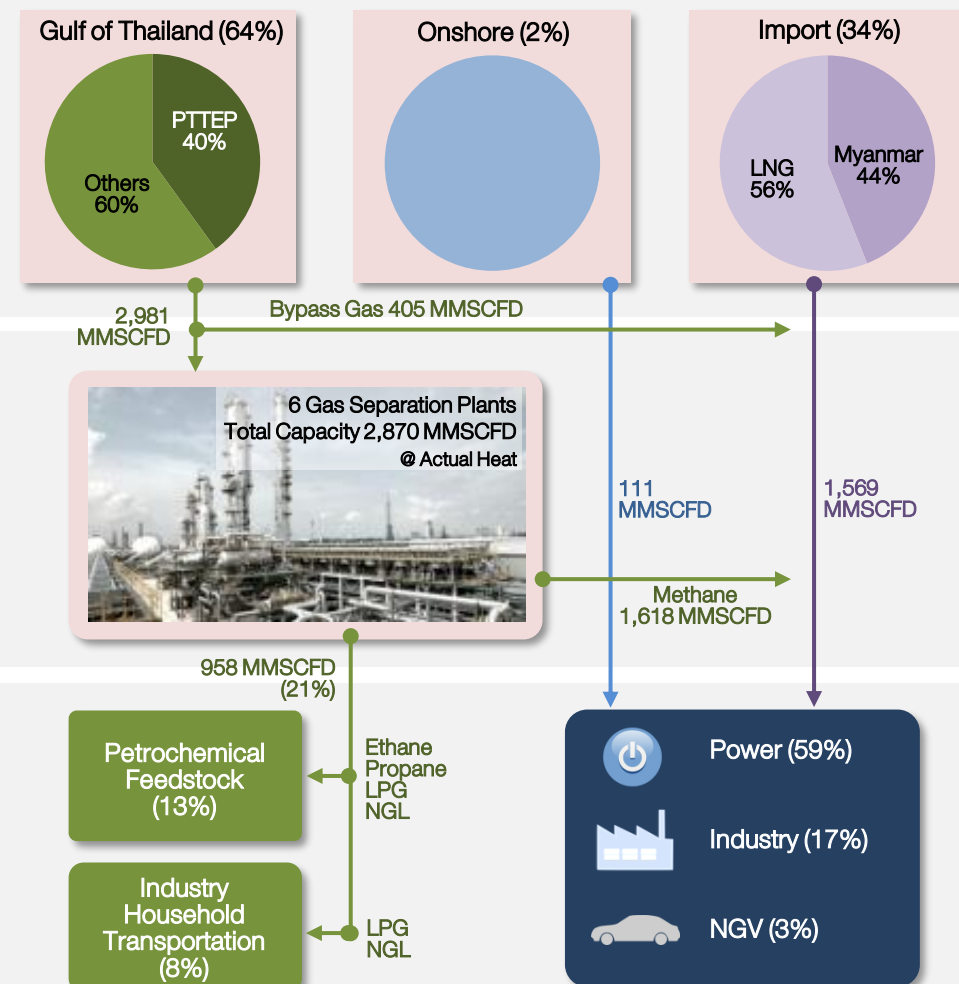 Gulf of Thailand (64%)
Onshore (2%)
Import (34%)
PTTEP
40%
Others
60%
LNG
56%
Myanmar
44%
2,981
MMSCFD
Bypass Gas 405 MMSCFD
6 Gas Separation Plants
Total Capacity 2,870 MMSCFD
@ Actual Heat
111
MMSCFD
1,569
MMSCFD
Methane
1,618 MMSCFD
958 MMSCFD
(21%)
Petrochemical
Feedstock
(13%)
Ethane
Propane
LPG
NGL
Industry
Household
Transportation
(8%)
LPG
NGL
Power (59%)
Industry (17%)
NGV (3%)